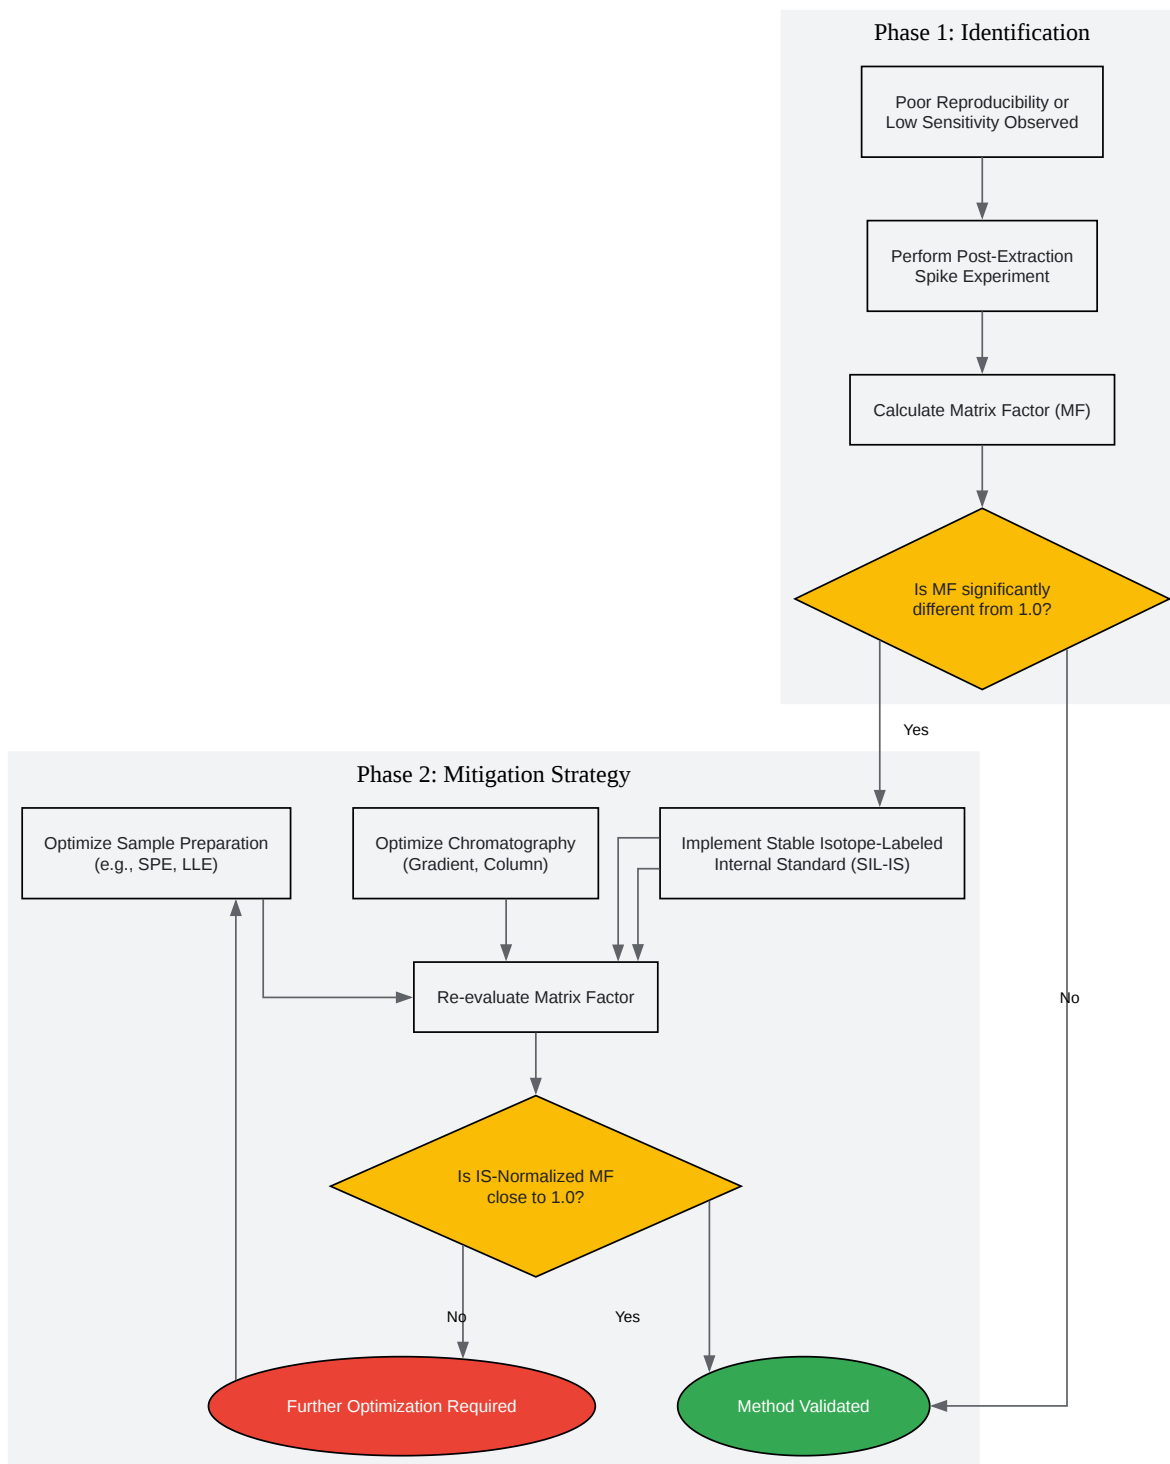 Phase 1: Identification
Poor Reproducibility or
Low Sensitivity Observed
Perform Post-Extraction
Spike Experiment
Calculate Matrix Factor (MF)
Is MF significantly
different from 1.0?
Yes
No
Phase 2: Mitigation Strategy
Optimize Sample Preparation
(e.g., SPE, LLE)
Optimize Chromatography
(Gradient, Column)
Implement Stable Isotope-Labeled
Internal Standard (SIL-IS)
Re-evaluate Matrix Factor
Is IS-Normalized MF
close to 1.0?
No
Yes
Further Optimization Required
Method Validated